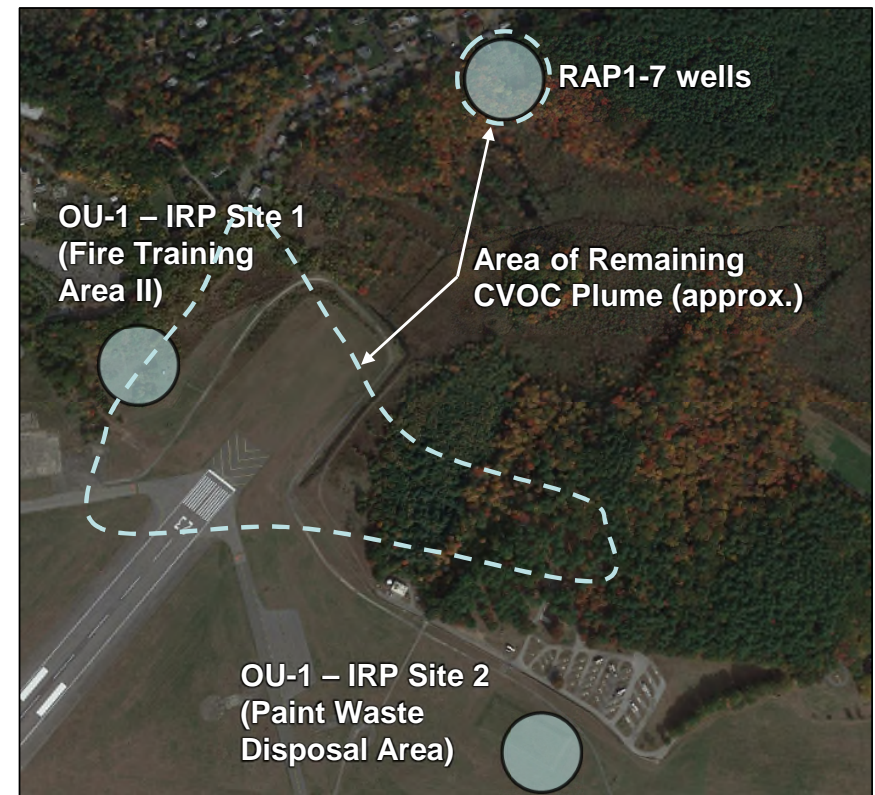 RAP1-7 wells
OU-1 – IRP Site 1
(Fire Training
Area II)
Area of Remaining
CVOC Plume (approx.)
23
OU-1 – IRP Site 2
(Paint Waste
Disposal Area)